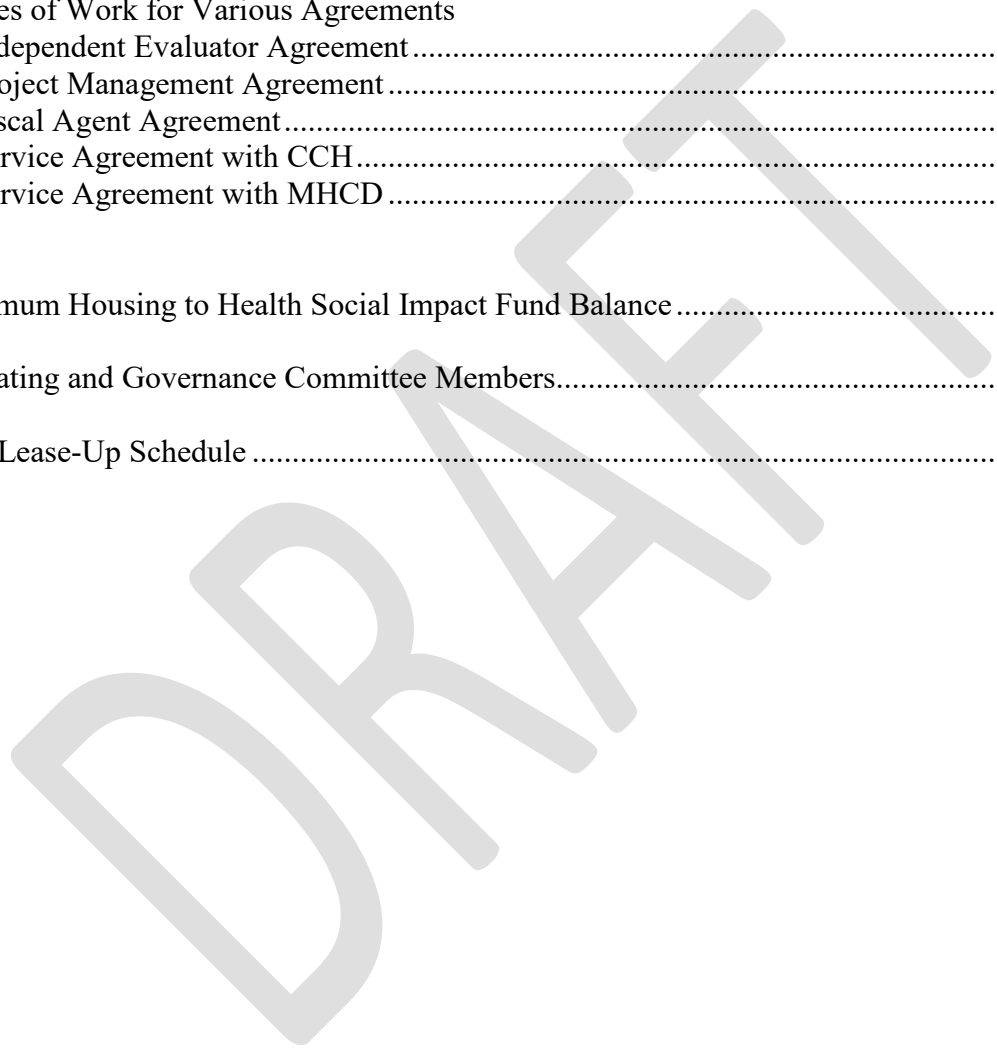 es of Work for Various Agreements
dependent Evaluator Agreement
oject Management Agreement
scal Agent Agreement
rvice Agreement with CCH
rvice Agreement with MHCD
mum Housing to Health Social Impact Fund Balance
ating and Governance Committee Members
Lease-Up Schedule
DRAFT